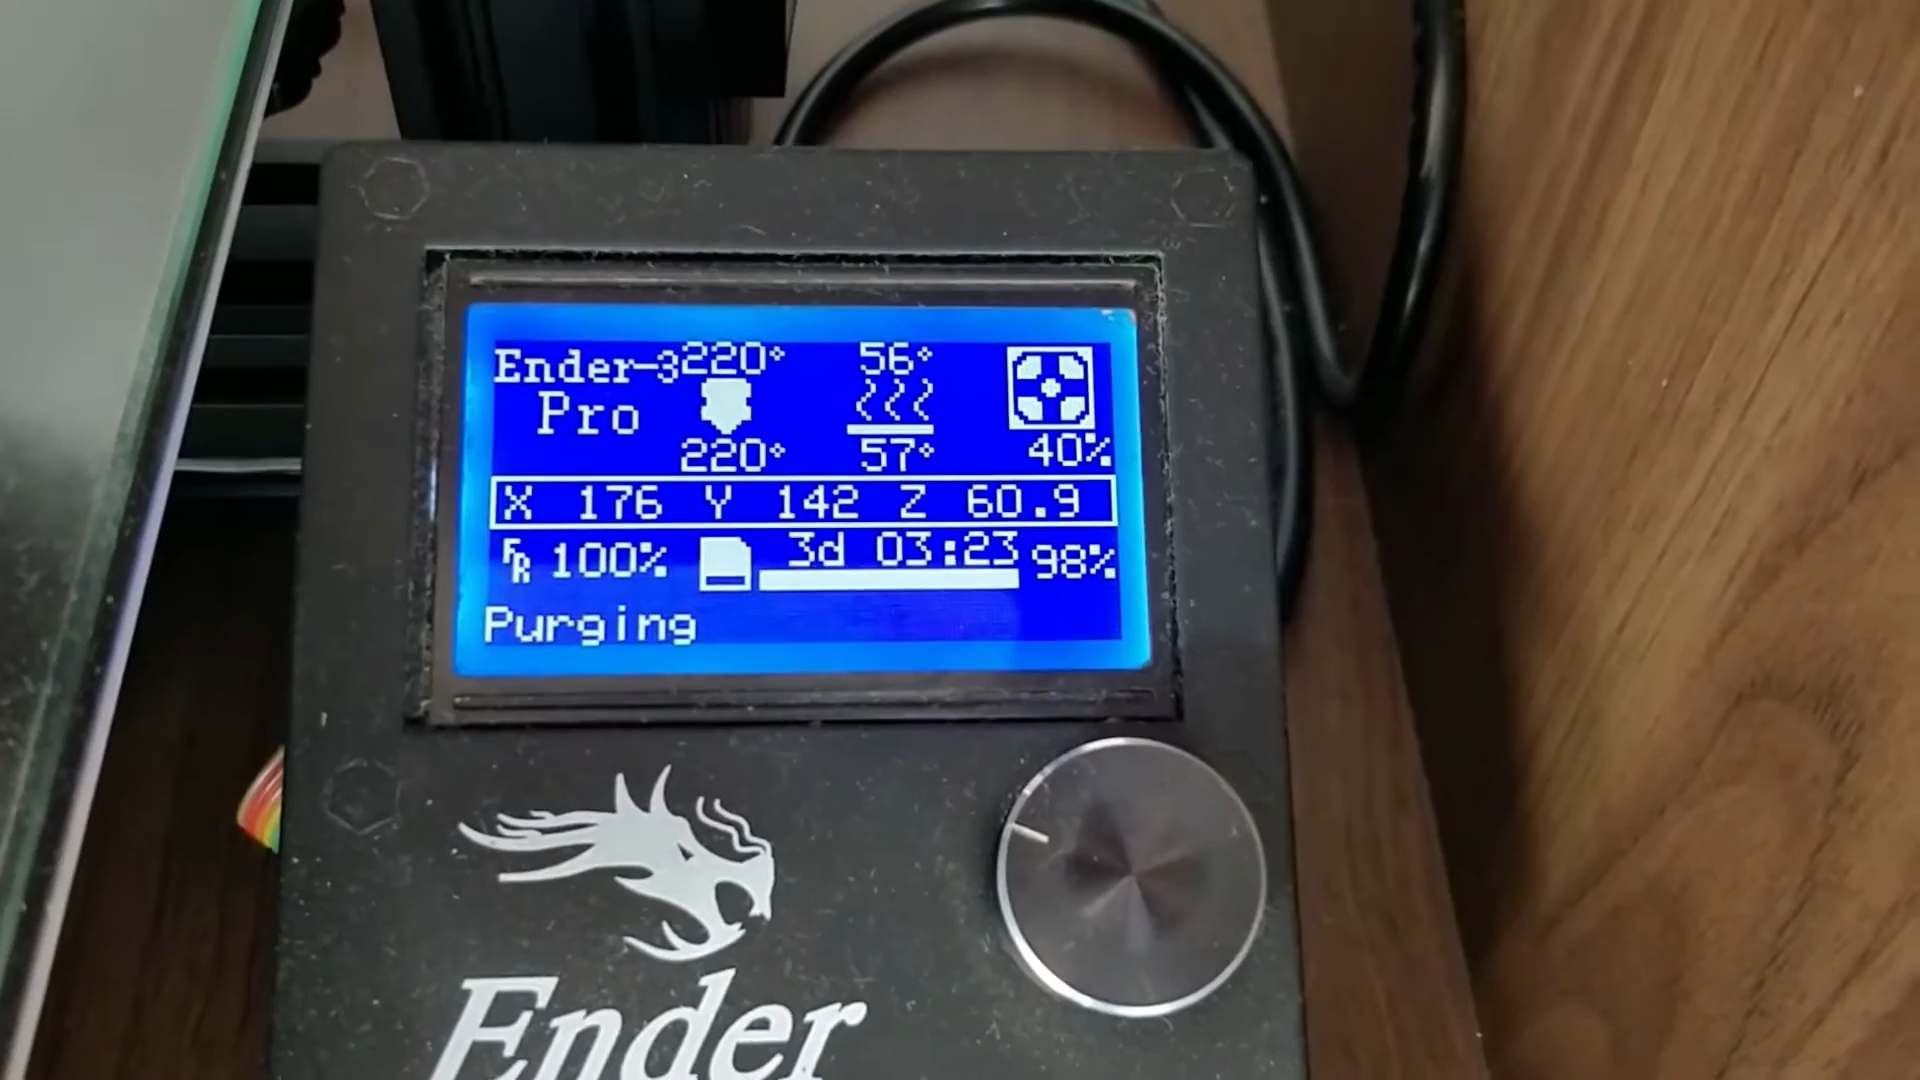 Ender-3 220° 56°
Pro
220° 57° 40%
X 176 Y 142 Z 60.9
FR 100% 3d 03:23 98%
Purging
Ender